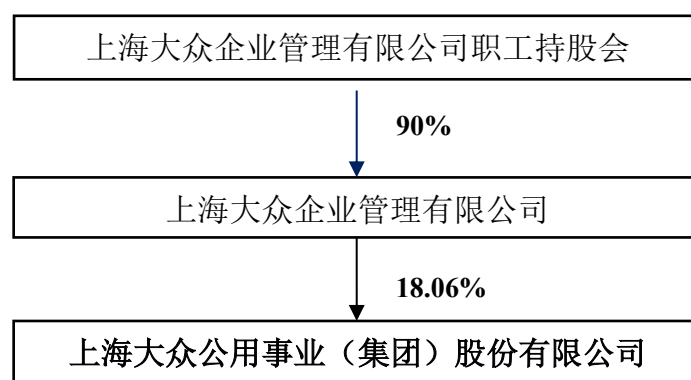 上海大众企业管理有限公司职工持股会
90%
上海大众企业管理有限公司
18.06%
上海大众公用事业（集团）股份有限公司